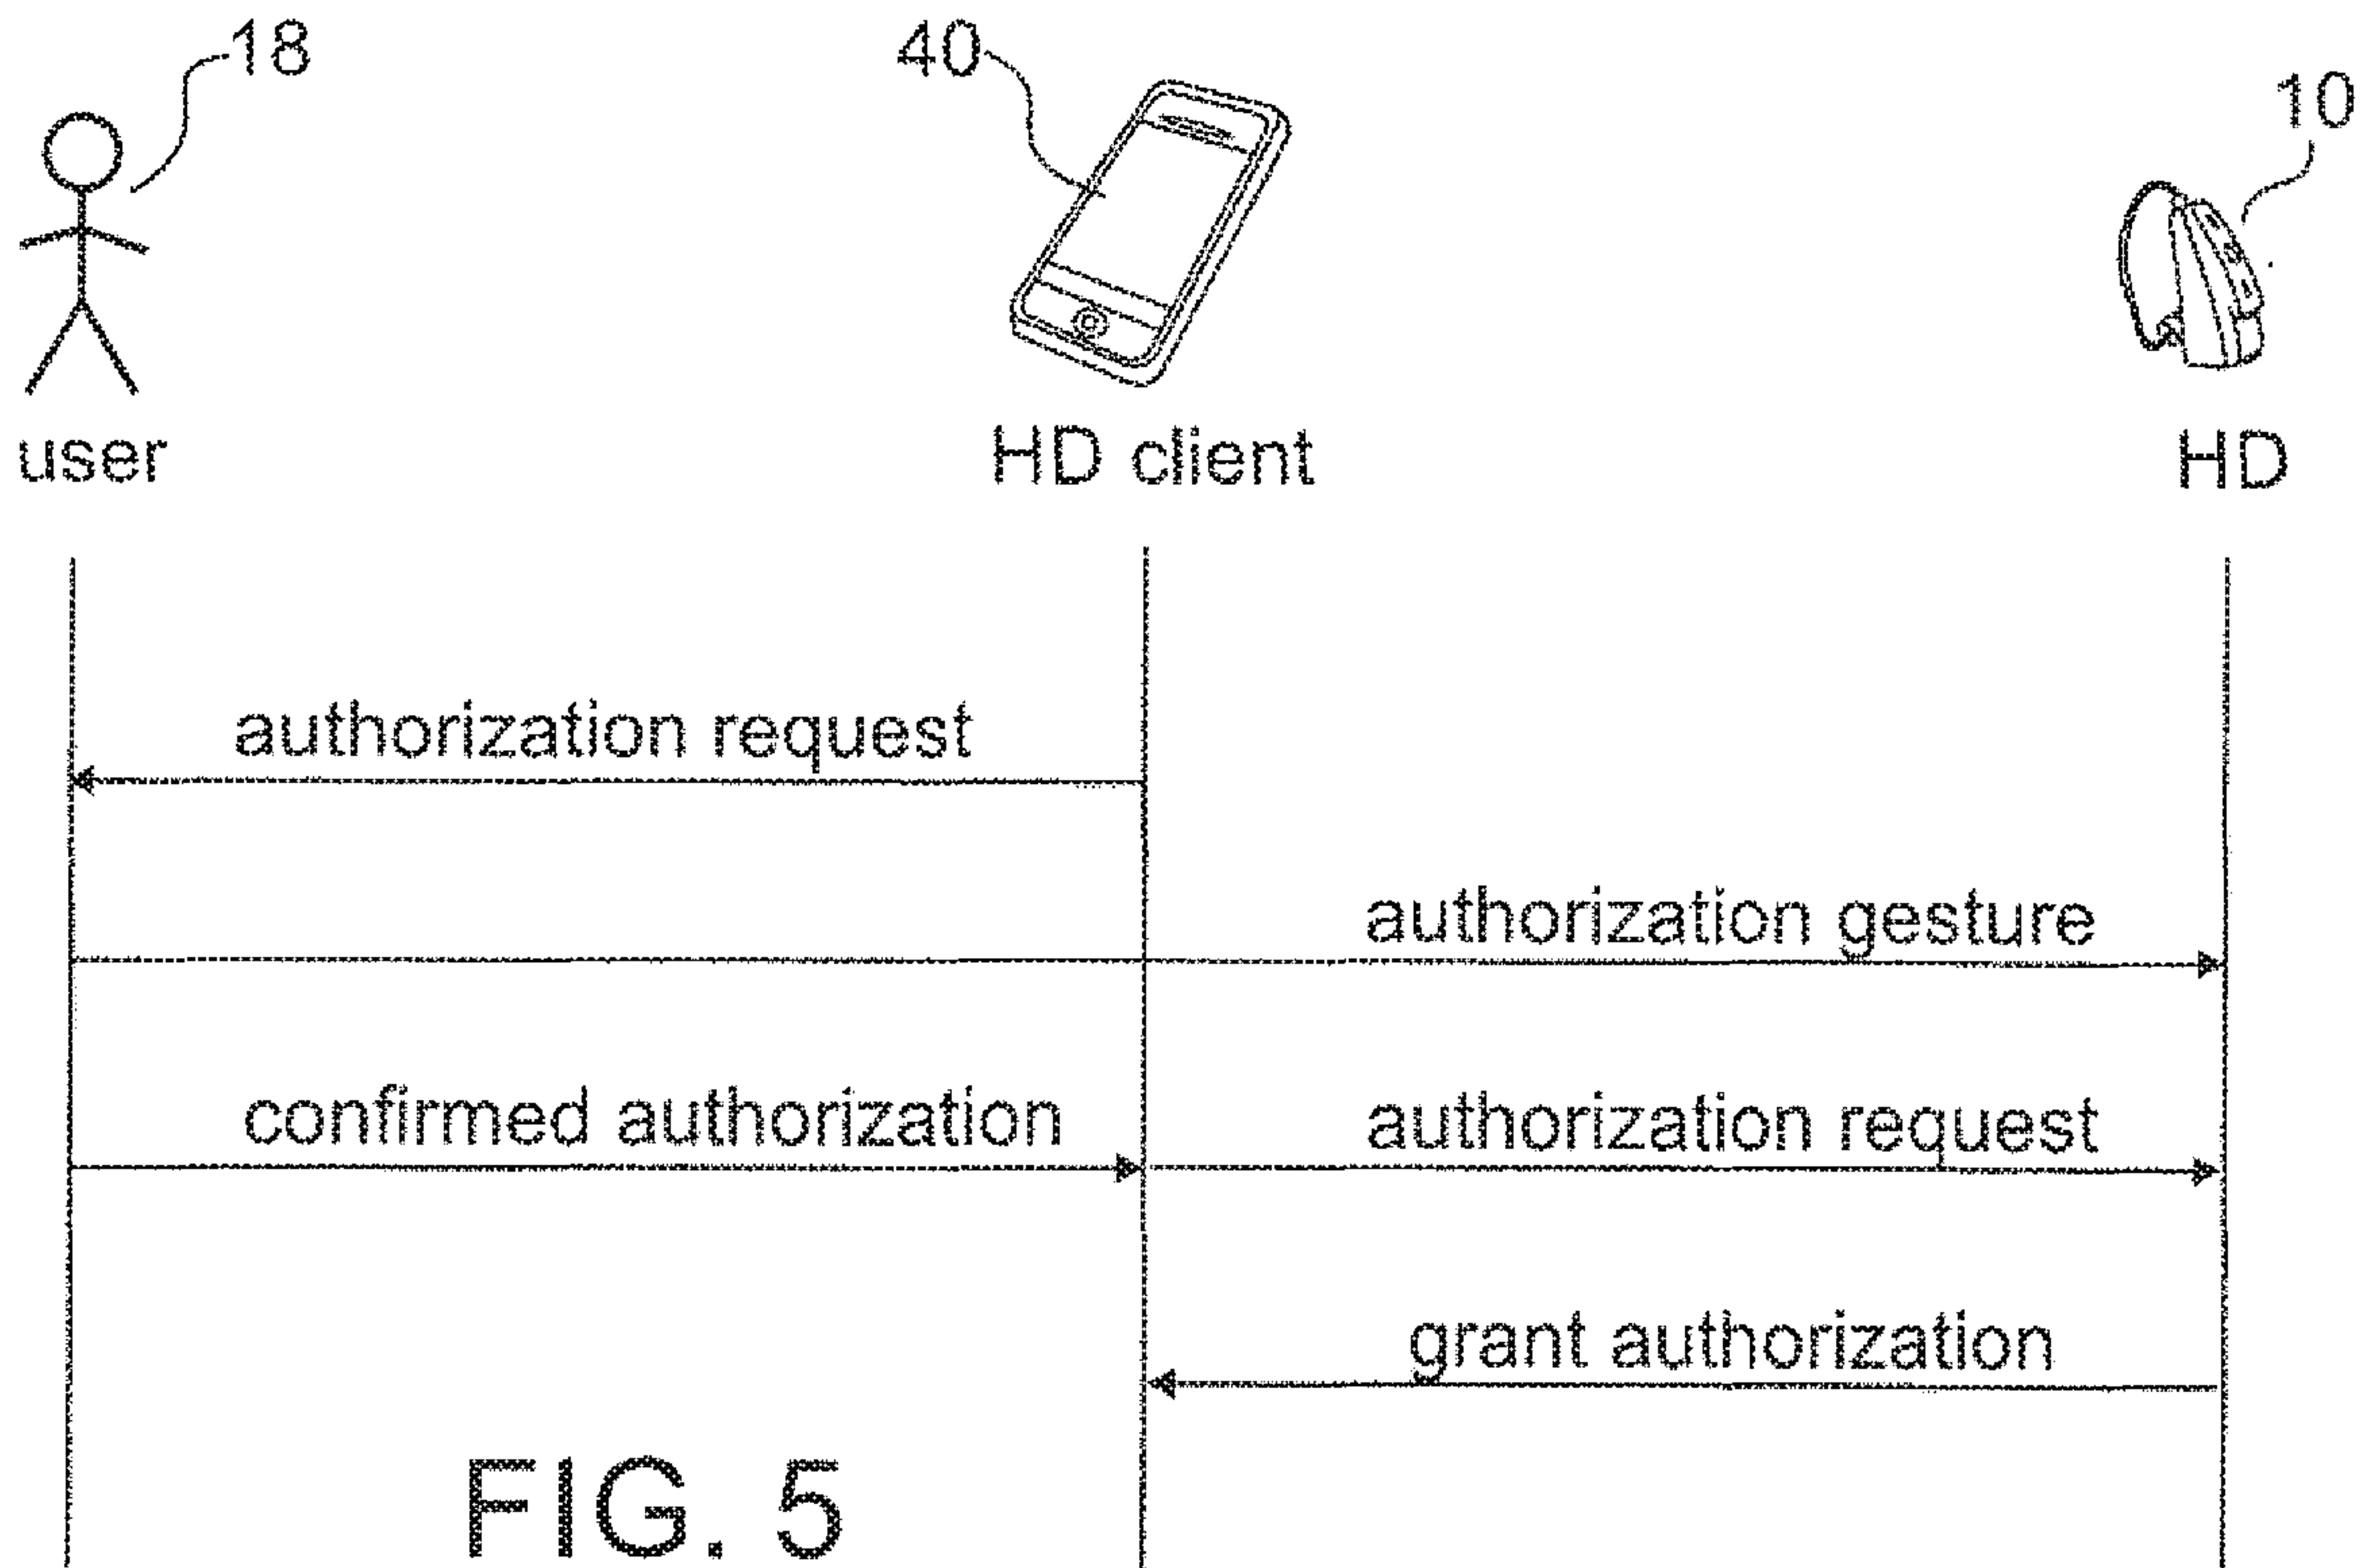 18
40
10
user
HD client
HD
authorization request
authorization gesture
confirmed authorization
authorization request
grant authorization
FIG. 5